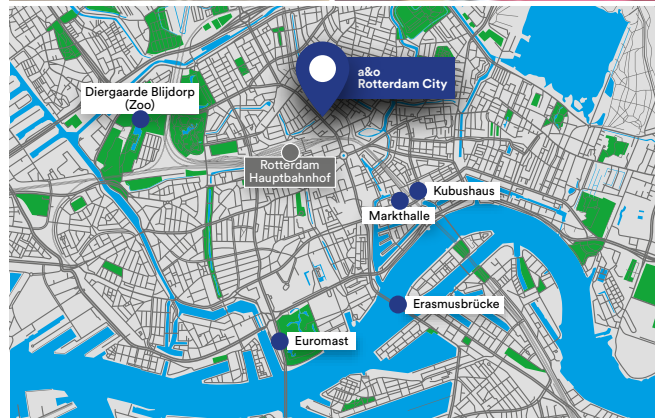 a&o
Rotterdam City
Diergaarde Blijdorp
(Zoo)
Rotterdam
Hauptbahnhof
Kubushaus
Markthalle
Erasmusbrücke
Euromast